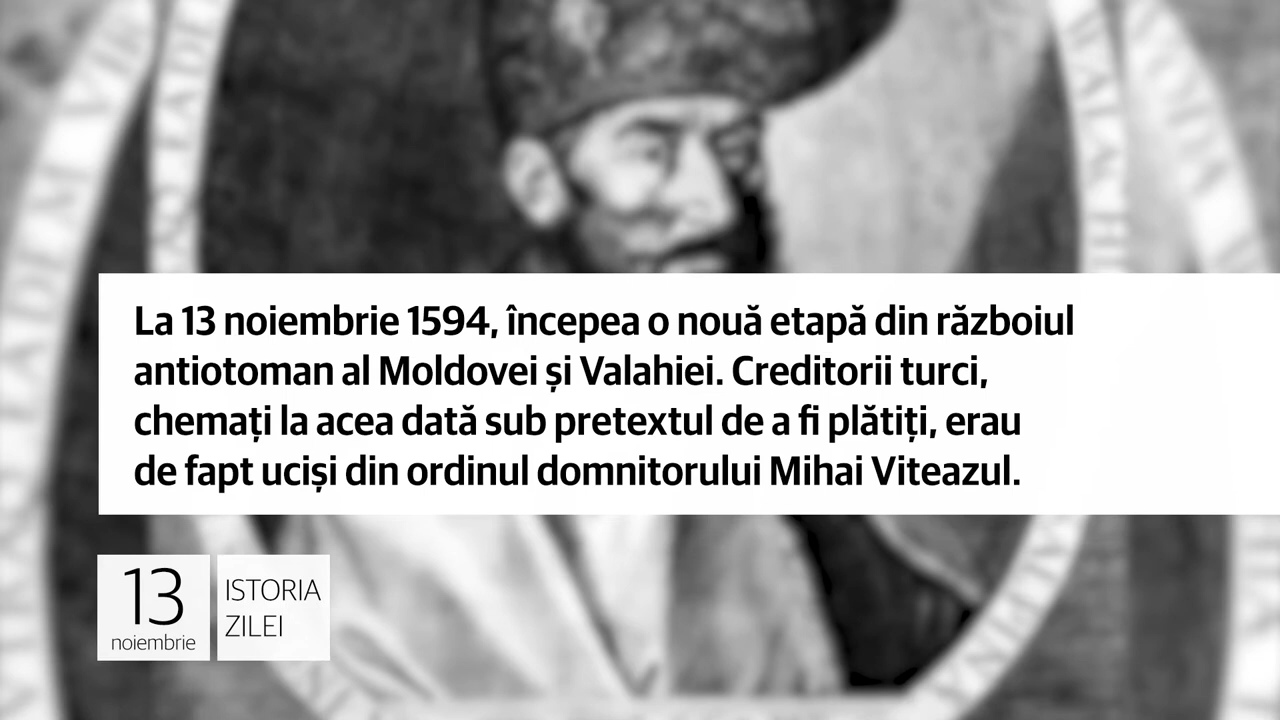 La 13 noiembrie 1594, începea o nouă etapă din războiul
antiotoman al Moldovei și Valahiei. Creditorii turci,
chemați la acea dată sub pretextul de a fi plătiți, erau
de fapt uciși din ordinul domnitorului Mihai Viteazul.
13
noiembrie
ISTORIA
ZILEI